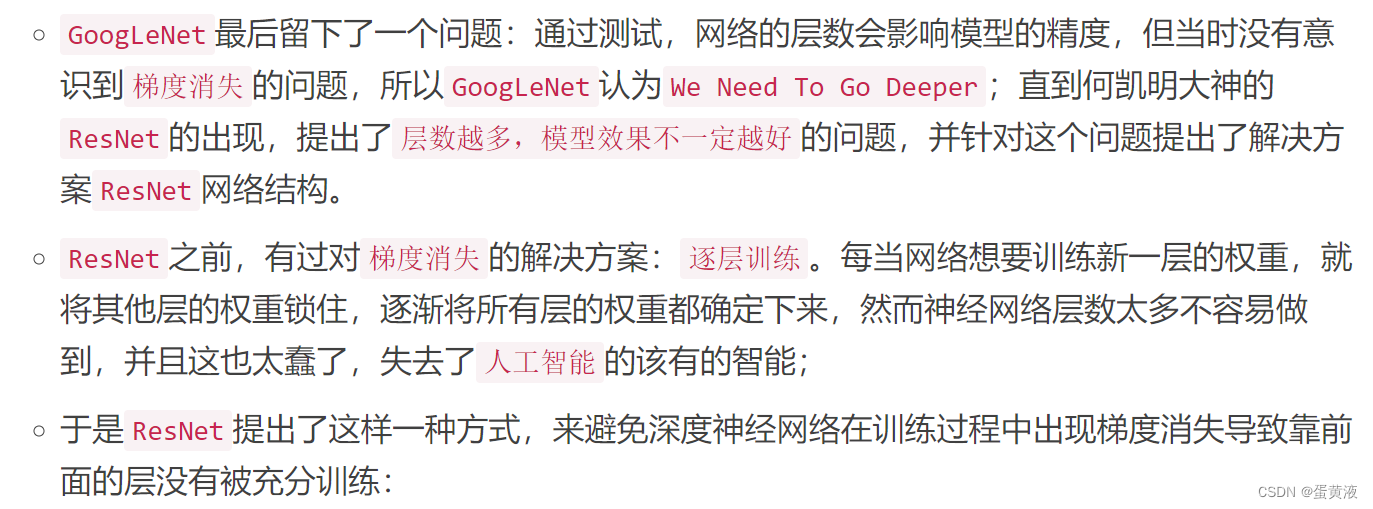 GoogLeNet最后留下了一个问题：通过测试，网络的层数会影响模型的精度，但当时没有意
识到梯度消失的问题，所以GoogLeNet认为We Need To Go Deeper；直到何凯明大神的
ResNet的出现，提出了层数越多，模型效果不一定越好的问题，并针对这个问题提出了解决方
案ResNet网络结构。
ResNet之前，有过对梯度消失的解决方案：逐层训练。每当网络想要训练新一层的权重，就
将其他层的权重锁住，逐渐将所有层的权重都确定下来，然而神经网络层数太多不容易做
到，并且这也太蠢了，失去了人工智能的该有的智能；
于是ResNet提出了这样一种方式，来避免深度神经网络在训练过程中出现梯度消失导致靠前
面的层没有被充分训练：
CSDN @蛋黄液